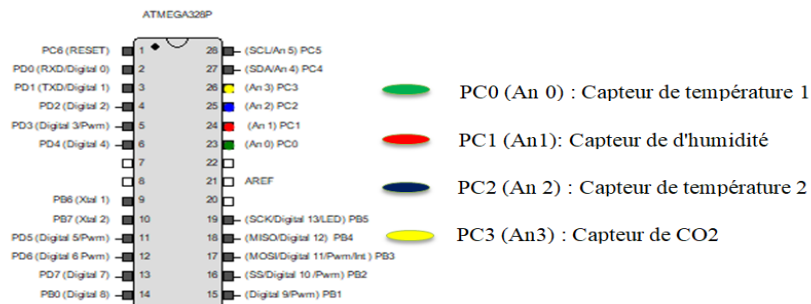 ATMEGA328P
PC6 (RESET) 1 28 (SCL/An 5) PC5
PD0 (RXD/Digital 0) 2 27 (SDA/An 4) PC4
PD1 (TXD/Digital 1) 3 26 (An 3) PC3
PD2 (Digital 2) 4 25 (An 2) PC2
PD3 (Digital 3/Pwm) 5 24 (An 1) PC1
PD4 (Digital 4) 6 23 (An 0) PC0
7 22
8 21 AREF
PB6 (Xtal 1) 9 20
PB7 (Xtal 2) 10 19 (SCK/Digital 13/LED) PB5
PD5 (Digital 5/Pwm) 11 18 (MISO/Digital 12) PB4
PD6 (Digital 6 Pwm) 12 17 (MOSI/Digital 11/Pwm/Int) PB3
PD7 (Digital 7) 13 16 (SS/Digital 10 /Pwm) PB2
PB0 (Digital 8) 14 15 (Digital 9/Pwm) PB1
PC0 (An 0) : Capteur de température 1
PC1 (An1): Capteur de d'humidité
PC2 (An 2) : Capteur de température 2
PC3 (An3) : Capteur de CO2